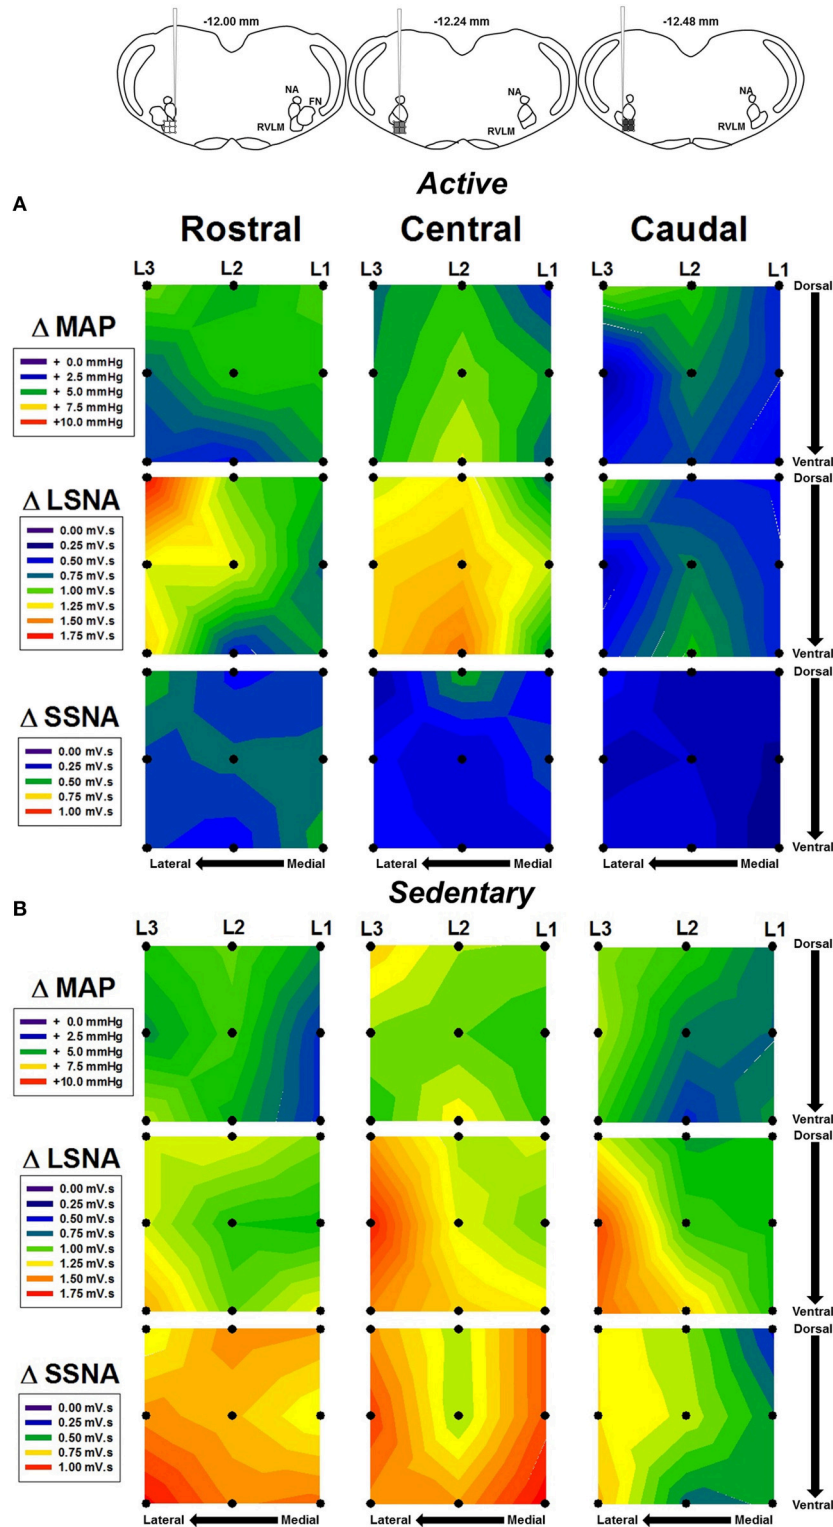 -12.00 mm
-12.24 mm
-12.48 mm
NA
FN
RVLM
NA
RVLM
NA
RVLM
Active
A
Rostral Central Caudal
L3 L2 L1 L3 L2 L1 L3 L2 L1
Dorsal
Δ MAP
+ 0.0 mmHg
+ 2.5 mmHg
+ 5.0 mmHg
+ 7.5 mmHg
+10.0 mmHg
Ventral
Dorsal
Δ LSNA
0.00 mV.s
0.25 mV.s
0.50 mV.s
0.75 mV.s
1.00 mV.s
1.25 mV.s
1.50 mV.s
1.75 mV.s
Ventral
Dorsal
Δ SSNA
0.00 mV.s
0.25 mV.s
0.50 mV.s
0.75 mV.s
1.00 mV.s
Ventral
Lateral Medial Lateral Medial Lateral Medial
Sedentary
B
L3 L2 L1 L3 L2 L1 L3 L2 L1
Dorsal
Δ MAP
+ 0.0 mmHg
+ 2.5 mmHg
+ 5.0 mmHg
+ 7.5 mmHg
+10.0 mmHg
Ventral
Dorsal
Δ LSNA
0.00 mV.s
0.25 mV.s
0.50 mV.s
0.75 mV.s
1.00 mV.s
1.25 mV.s
1.50 mV.s
1.75 mV.s
Ventral
Dorsal
Δ SSNA
0.00 mV.s
0.25 mV.s
0.50 mV.s
0.75 mV.s
1.00 mV.s
Ventral
Lateral Medial Lateral Medial Lateral Medial